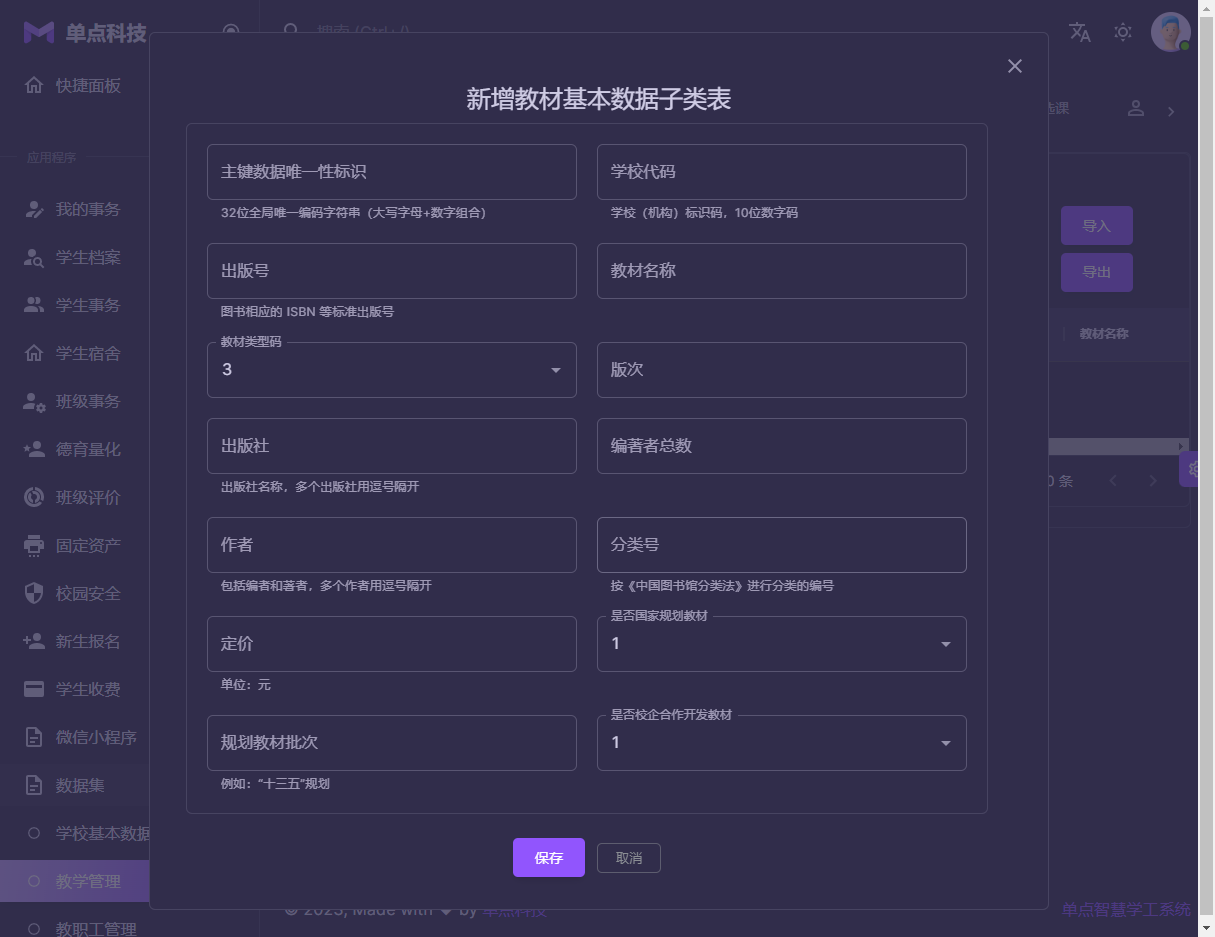 单点科技
搜索 (Ctrl+/)
快捷面板
应用程序
我的事务
学生档案
学生事务
学生宿舍
班级事务
德育量化
班级评价
固定资产
校园安全
新生报名
学生收费
微信小程序
数据集
学校基本数据
教学管理
教职工管理
新增教材基本数据子类表
主键数据唯一性标识
32位全局唯一编码字符串（大写字母+数字组合）
学校代码
学校（机构）标识码，10位数字码
出版号
图书相应的 ISBN 等标准出版号
教材名称
教材类型码
3
版次
出版社
出版社名称，多个出版社用逗号隔开
编著者总数
作者
包括编者和著者，多个作者用逗号隔开
分类号
按《中国图书馆分类法》进行分类的编号
定价
单位：元
是否国家规划教材
1
规划教材批次
例如：“十三五”规划
是否校企合作开发教材
1
保存
取消
选课
导入
导出
教材名称
0 条
© 2023, Made with ❤ by 单点科技
单点智慧学工系统